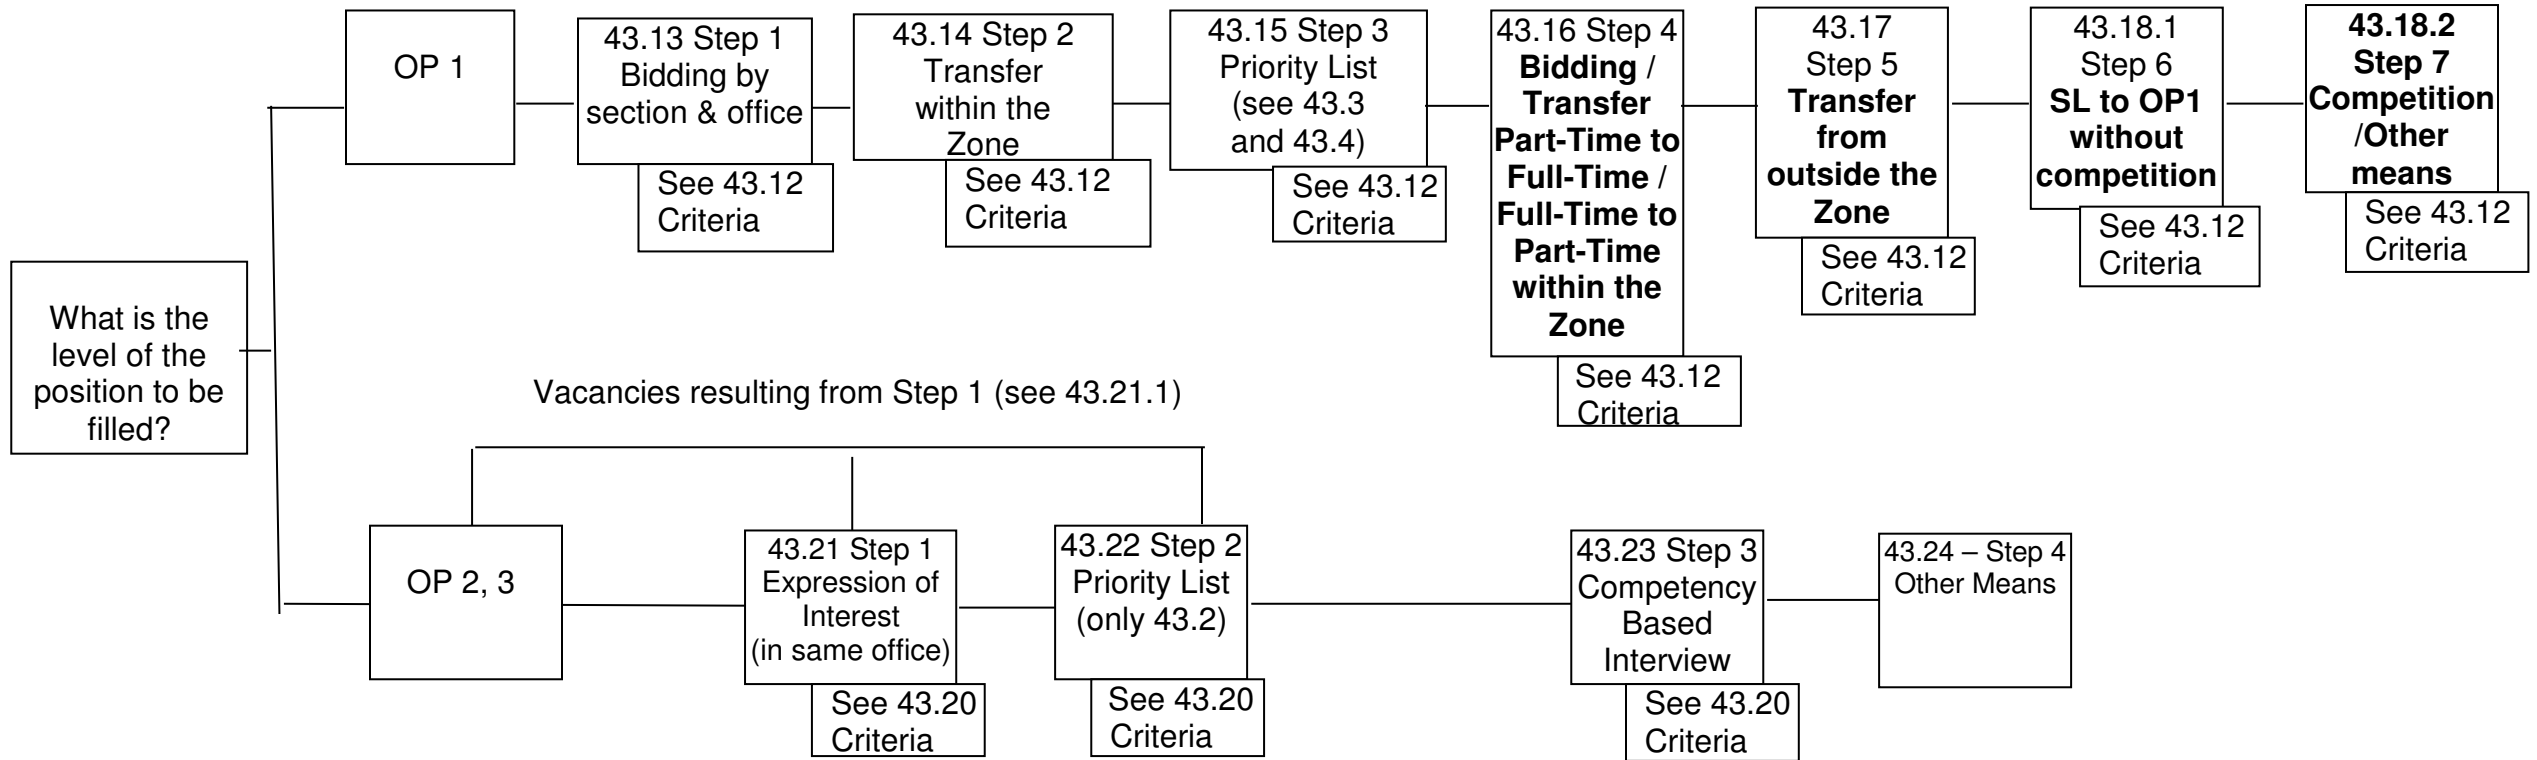 OP 1
43.13 Step 1
Bidding by
section & office
See 43.12
Criteria
43.14 Step 2
Transfer
within the
Zone
See 43.12
Criteria
43.15 Step 3
Priority List
(see 43.3
and 43.4)
See 43.12
Criteria
43.16 Step 4
Bidding /
Transfer
Part-Time to
Full-Time /
Full-Time to
Part-Time
within the
Zone
See 43.12
Criteria
43.17
Step 5
Transfer
from
outside the
Zone
See 43.12
Criteria
43.18.1
Step 6
SL to OP1
without
competition
See 43.12
Criteria
43.18.2
Step 7
Competition
/Other
means
See 43.12
Criteria
What is the
level of the
position to be
filled?
Vacancies resulting from Step 1 (see 43.21.1)
OP 2, 3
43.21 Step 1
Expression of
Interest
(in same office)
See 43.20
Criteria
43.22 Step 2
Priority List
(only 43.2)
See 43.20
Criteria
43.23 Step 3
Competency
Based
Interview
See 43.20
Criteria
43.24 – Step 4
Other Means